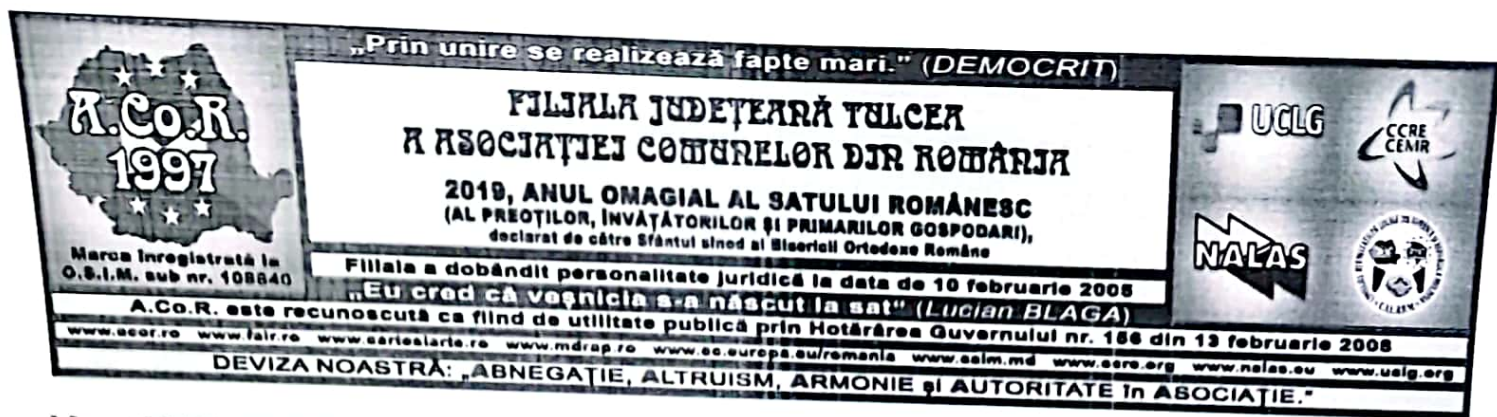 „Prin unire se realizează fapte mari." (DEMOCRIT)
A.Co.R.
1997
Marca înregistrată la
O.S.I.M. sub nr. 108640
FILIALA JUDEȚEANĂ TULCEA
A ASOCIAȚIEI COMUNELOR DIN ROMÂNIA
2019, ANUL OMAGIAL AL SATULUI ROMÂNESC
(AL PREOȚILOR, ÎNVĂȚĂTORILOR ȘI PRIMARILOR GOSPODARI),
declarat de către Sfântul sinod al Bisericii Ortodoxe Române
Filiala a dobândit personalitate juridică la data de 10 februarie 2005
UCLG
CCRE
CEMR
NALAS
„Eu cred că veșnicia s-a născut la sat" (Lucian BLAGA)
A.Co.R. este recunoscută ca fiind de utilitate publică prin Hotărârea Guvernului nr. 156 din 13 februarie 2008
www.acor.ro www.fair.ro www.cartealarte.ro www.mdrap.ro www.ec.europa.eu/romania www.calm.md www.ccre.org www.nalas.eu www.uclg.org
DEVIZA NOASTRĂ: „ABNEGAȚIE, ALTRUISM, ARMONIE și AUTORITATE în ASOCIAȚIE."